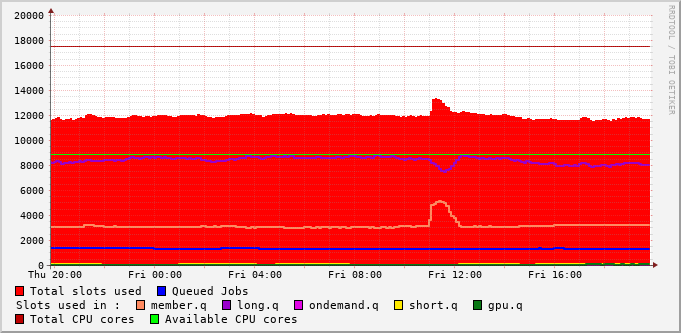 20000
18000
16000
14000
12000
10000
8000
6000
4000
2000
0
Thu 20:00 Fri 00:00 Fri 04:00 Fri 08:00 Fri 12:00 Fri 16:00
Total slots used Queued Jobs
Slots used in : member.q long.q ondemand.q short.q gpu.q
Total CPU cores Available CPU cores
RRDTOOL / TOBI OETIKER